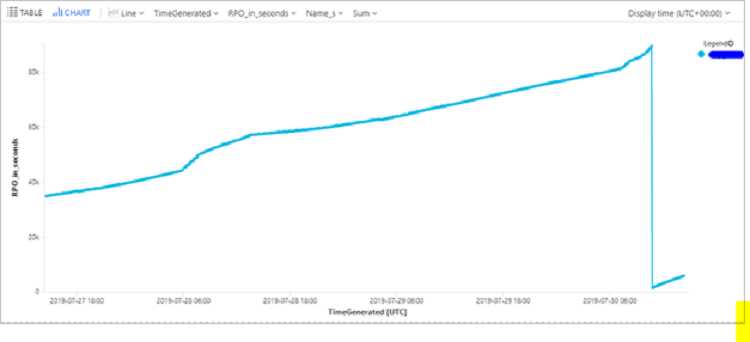 TABLE CHART Line TimeGenerated RPO_in_seconds Name_s Sum Display time (UTC+00:00)
LegendID
80k
60k
40k
20k
0
RPO_in_seconds
2019-07-27 18:00 2019-07-28 06:00 2019-07-28 18:00 2019-07-29 06:00 2019-07-29 18:00 2019-07-30 06:00
TimeGenerated [UTC]